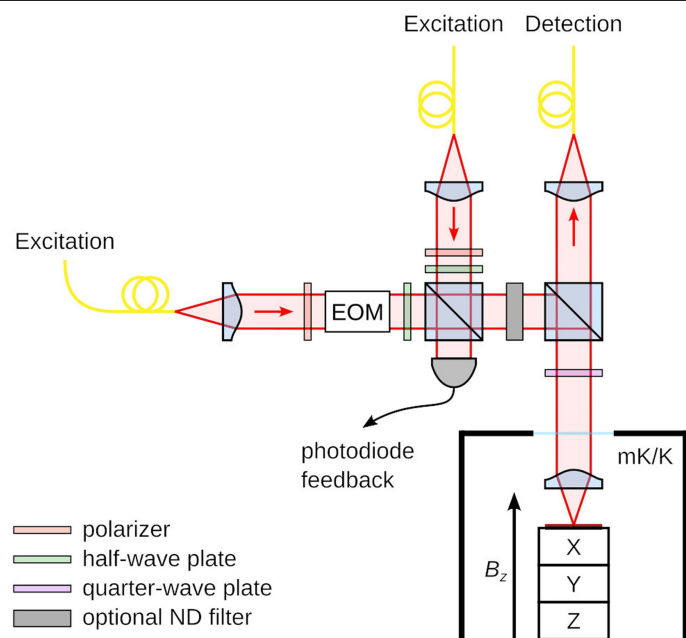 Excitation
Detection
Excitation
EOM
photodiode
feedback
mK/K
X
Y
Z
Bz
polarizer
half-wave plate
quarter-wave plate
optional ND filter